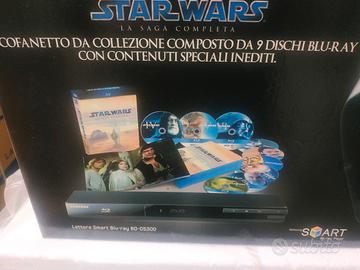 STAR WARS
LA SAGA COMPLETA
COFANETTO DA COLLEZIONE COMPOSTO DA 9 DISCHI BLU-RAY
CON CONTENUTI SPECIALI INEDITI.
STAR WARS
IV
SAMSUNG
Lettore Smart Blu-ray BD-D5300
SMART
subito